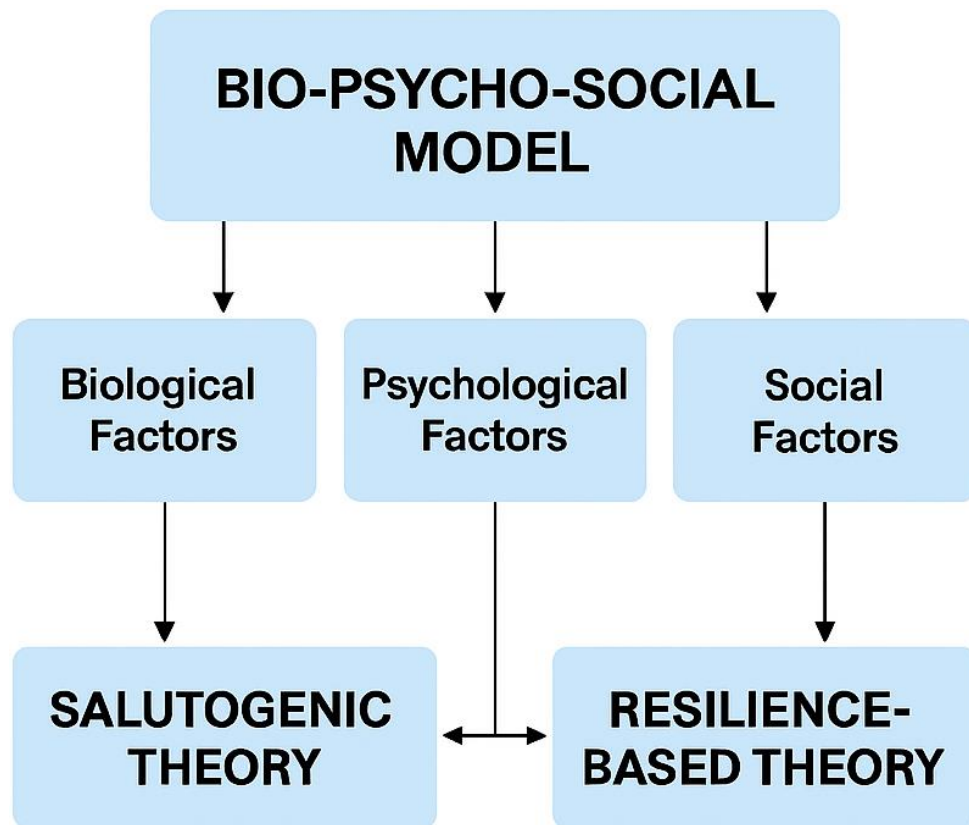 BIO-PSYCHO-SOCIAL
MODEL
Biological
Factors
Psychological
Factors
Social
Factors
SALUTOGENIC
THEORY
RESILIENCE-
BASED THEORY